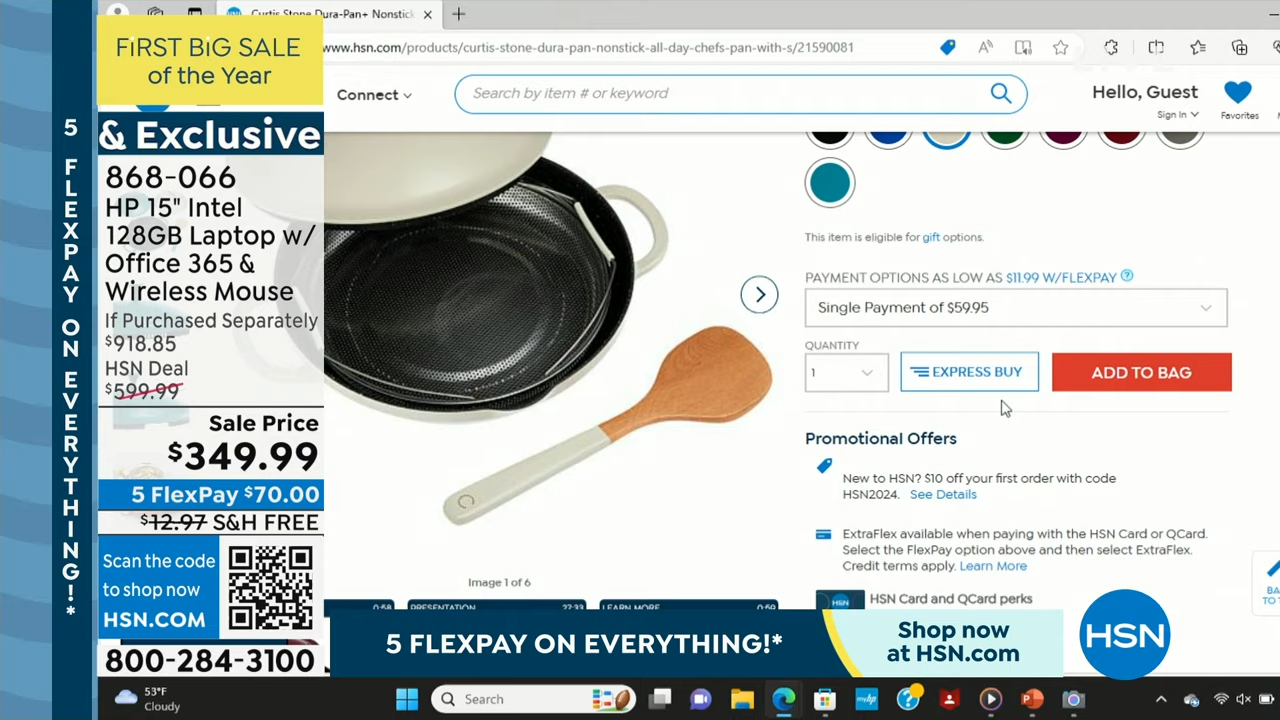 Curtis Stone Dura-Pan+ Nonstick
FiRST BiG SALE
of the Year
www.hsn.com/products/curtis-stone-dura-pan-nonstick-all-day-chefs-pan-with-s/21590081
Connect
Search by item # or keyword
Hello, Guest
Sign In
Favorites
5 FLEXPAY ON EVERYTHING!*
& Exclusive
868-066
HP 15" Intel
128GB Laptop w/
Office 365 &
Wireless Mouse
If Purchased Separately
$918.85
HSN Deal
$599.99
Sale Price
$349.99
5 FlexPay $70.00
$12.97 S&H FREE
Scan the code
to shop now
HSN.COM
800-284-3100
This item is eligible for gift options.
PAYMENT OPTIONS AS LOW AS $11.99 W/FLEXPAY
Single Payment of $59.95
QUANTITY
1
EXPRESS BUY
ADD TO BAG
Promotional Offers
New to HSN? $10 off your first order with code
HSN2024. See Details
ExtraFlex available when paying with the HSN Card or QCard.
Select the FlexPay option above and then select ExtraFlex.
Credit terms apply. Learn More
HSN
HSN Card and QCard perks
Image 1 of 6
0:58
PRESENTATION
27:33
LEARN MORE
0:59
5 FLEXPAY ON EVERYTHING!*
Shop now
at HSN.com
HSN
53°F
Cloudy
Search